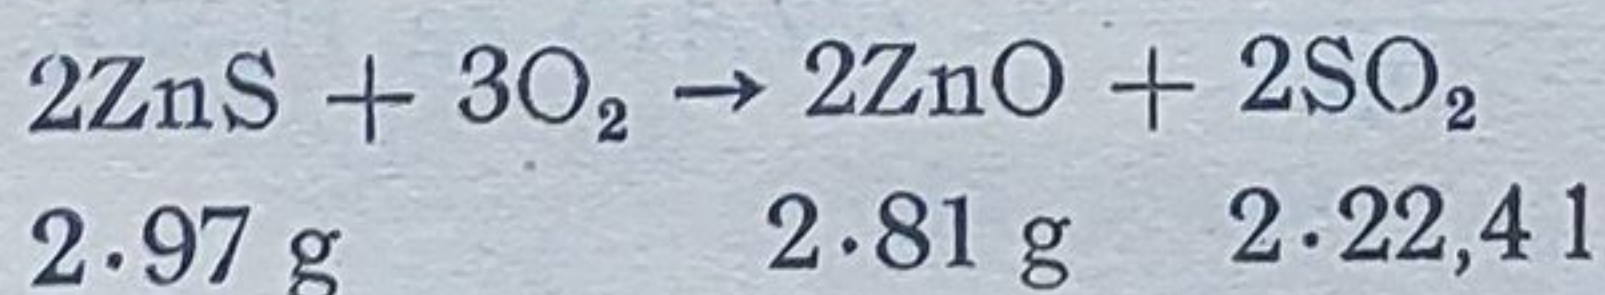 2ZnS + 3O₂ → 2ZnO + 2SO₂
2·97 g 2·81 g 2·22,4 l